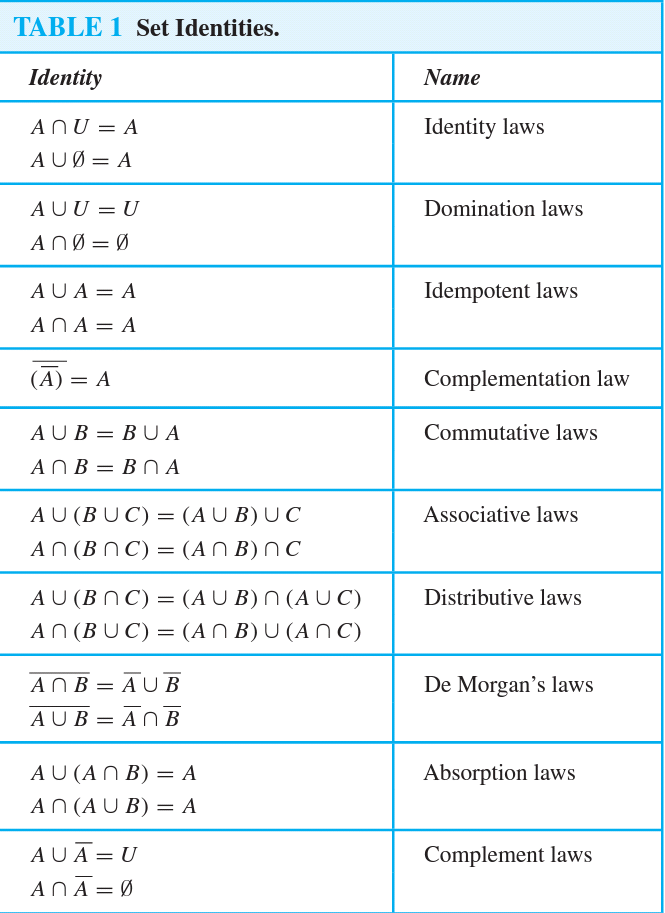 TABLE 1 Set Identities.
Identity Name
A ∩ U = A Identity laws
A ∪ ∅ = A
A ∪ U = U Domination laws
A ∩ ∅ = ∅
A ∪ A = A Idempotent laws
A ∩ A = A
(A̅)̅ = A Complementation law
A ∪ B = B ∪ A Commutative laws
A ∩ B = B ∩ A
A ∪ (B ∪ C) = (A ∪ B) ∪ C Associative laws
A ∩ (B ∩ C) = (A ∩ B) ∩ C
A ∪ (B ∩ C) = (A ∪ B) ∩ (A ∪ C) Distributive laws
A ∩ (B ∪ C) = (A ∩ B) ∪ (A ∩ C)
A̅ ̅∩̅ ̅B̅ = A̅ ∪ B̅ De Morgan’s laws
A̅ ̅∪̅ ̅B̅ = A̅ ∩ B̅
A ∪ (A ∩ B) = A Absorption laws
A ∩ (A ∪ B) = A
A ∪ A̅ = U Complement laws
A ∩ A̅ = ∅